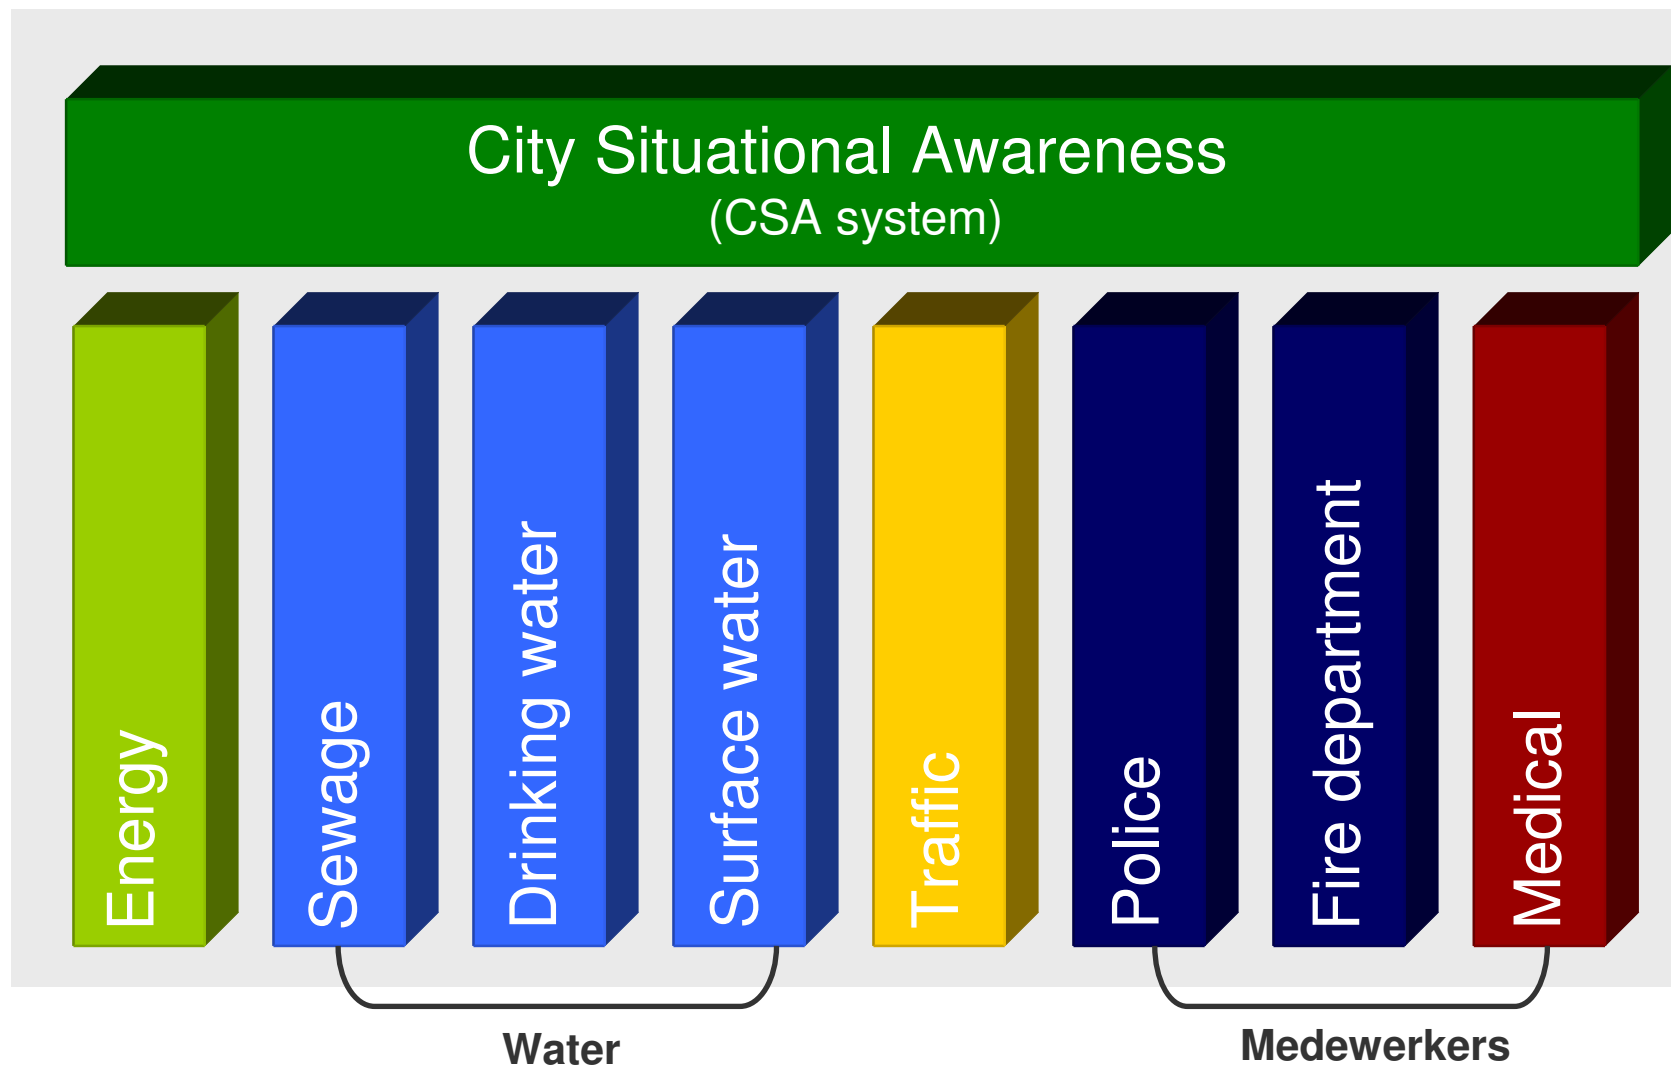 City Situational Awareness
(CSA system)
Energy
Sewage
Drinking water
Surface water
Traffic
Police
Fire department
Medical
Water
Medewerkers